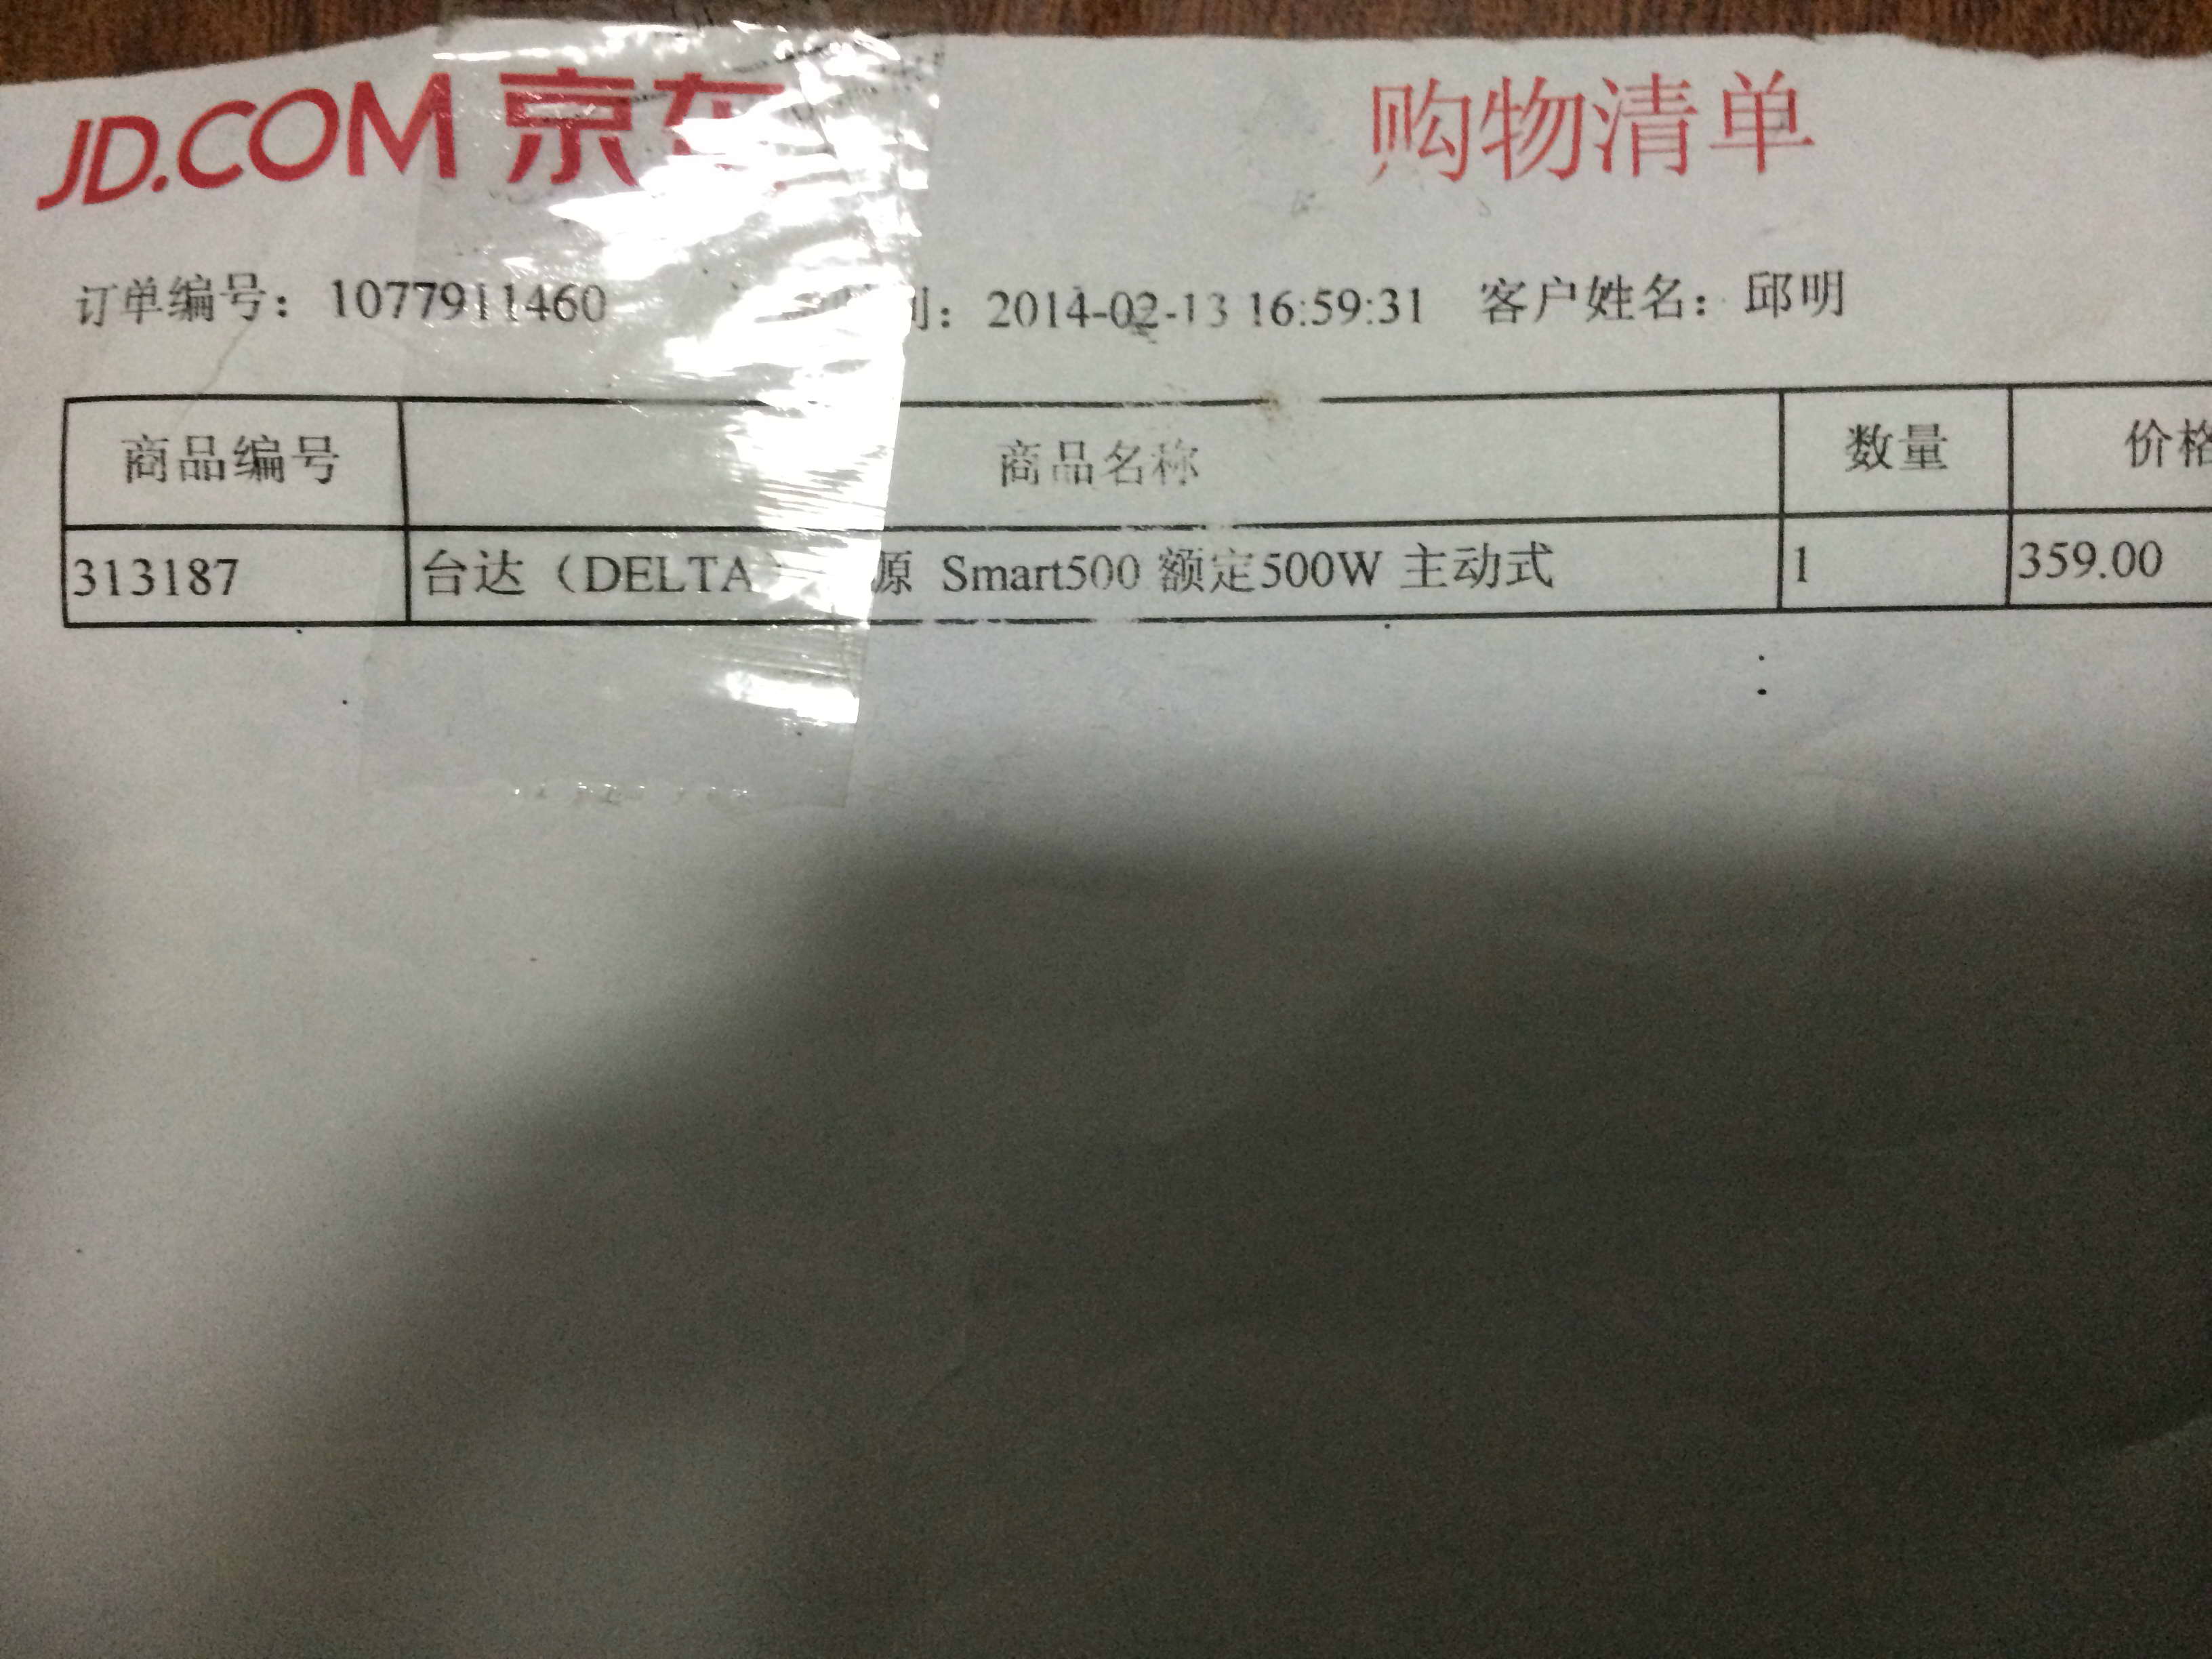 JD.COM 京东 购物清单
订单编号：1077911460 间：2014-02-13 16:59:31 客户姓名：邱明
商品编号 商品名称 数量 价格
313187 台达（DELTA） 源 Smart500 额定500W 主动式 1 359.00